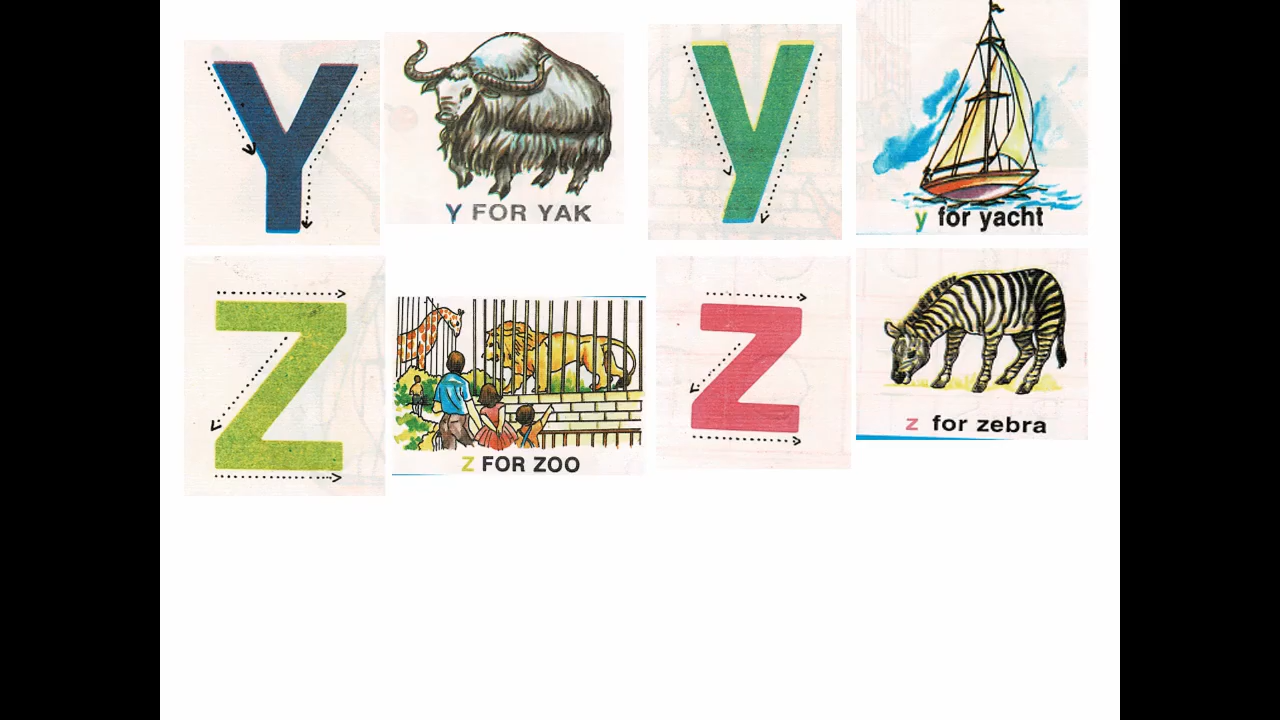 Y
Y FOR YAK
y
y for yacht
Z
Z FOR ZOO
z
z for zebra